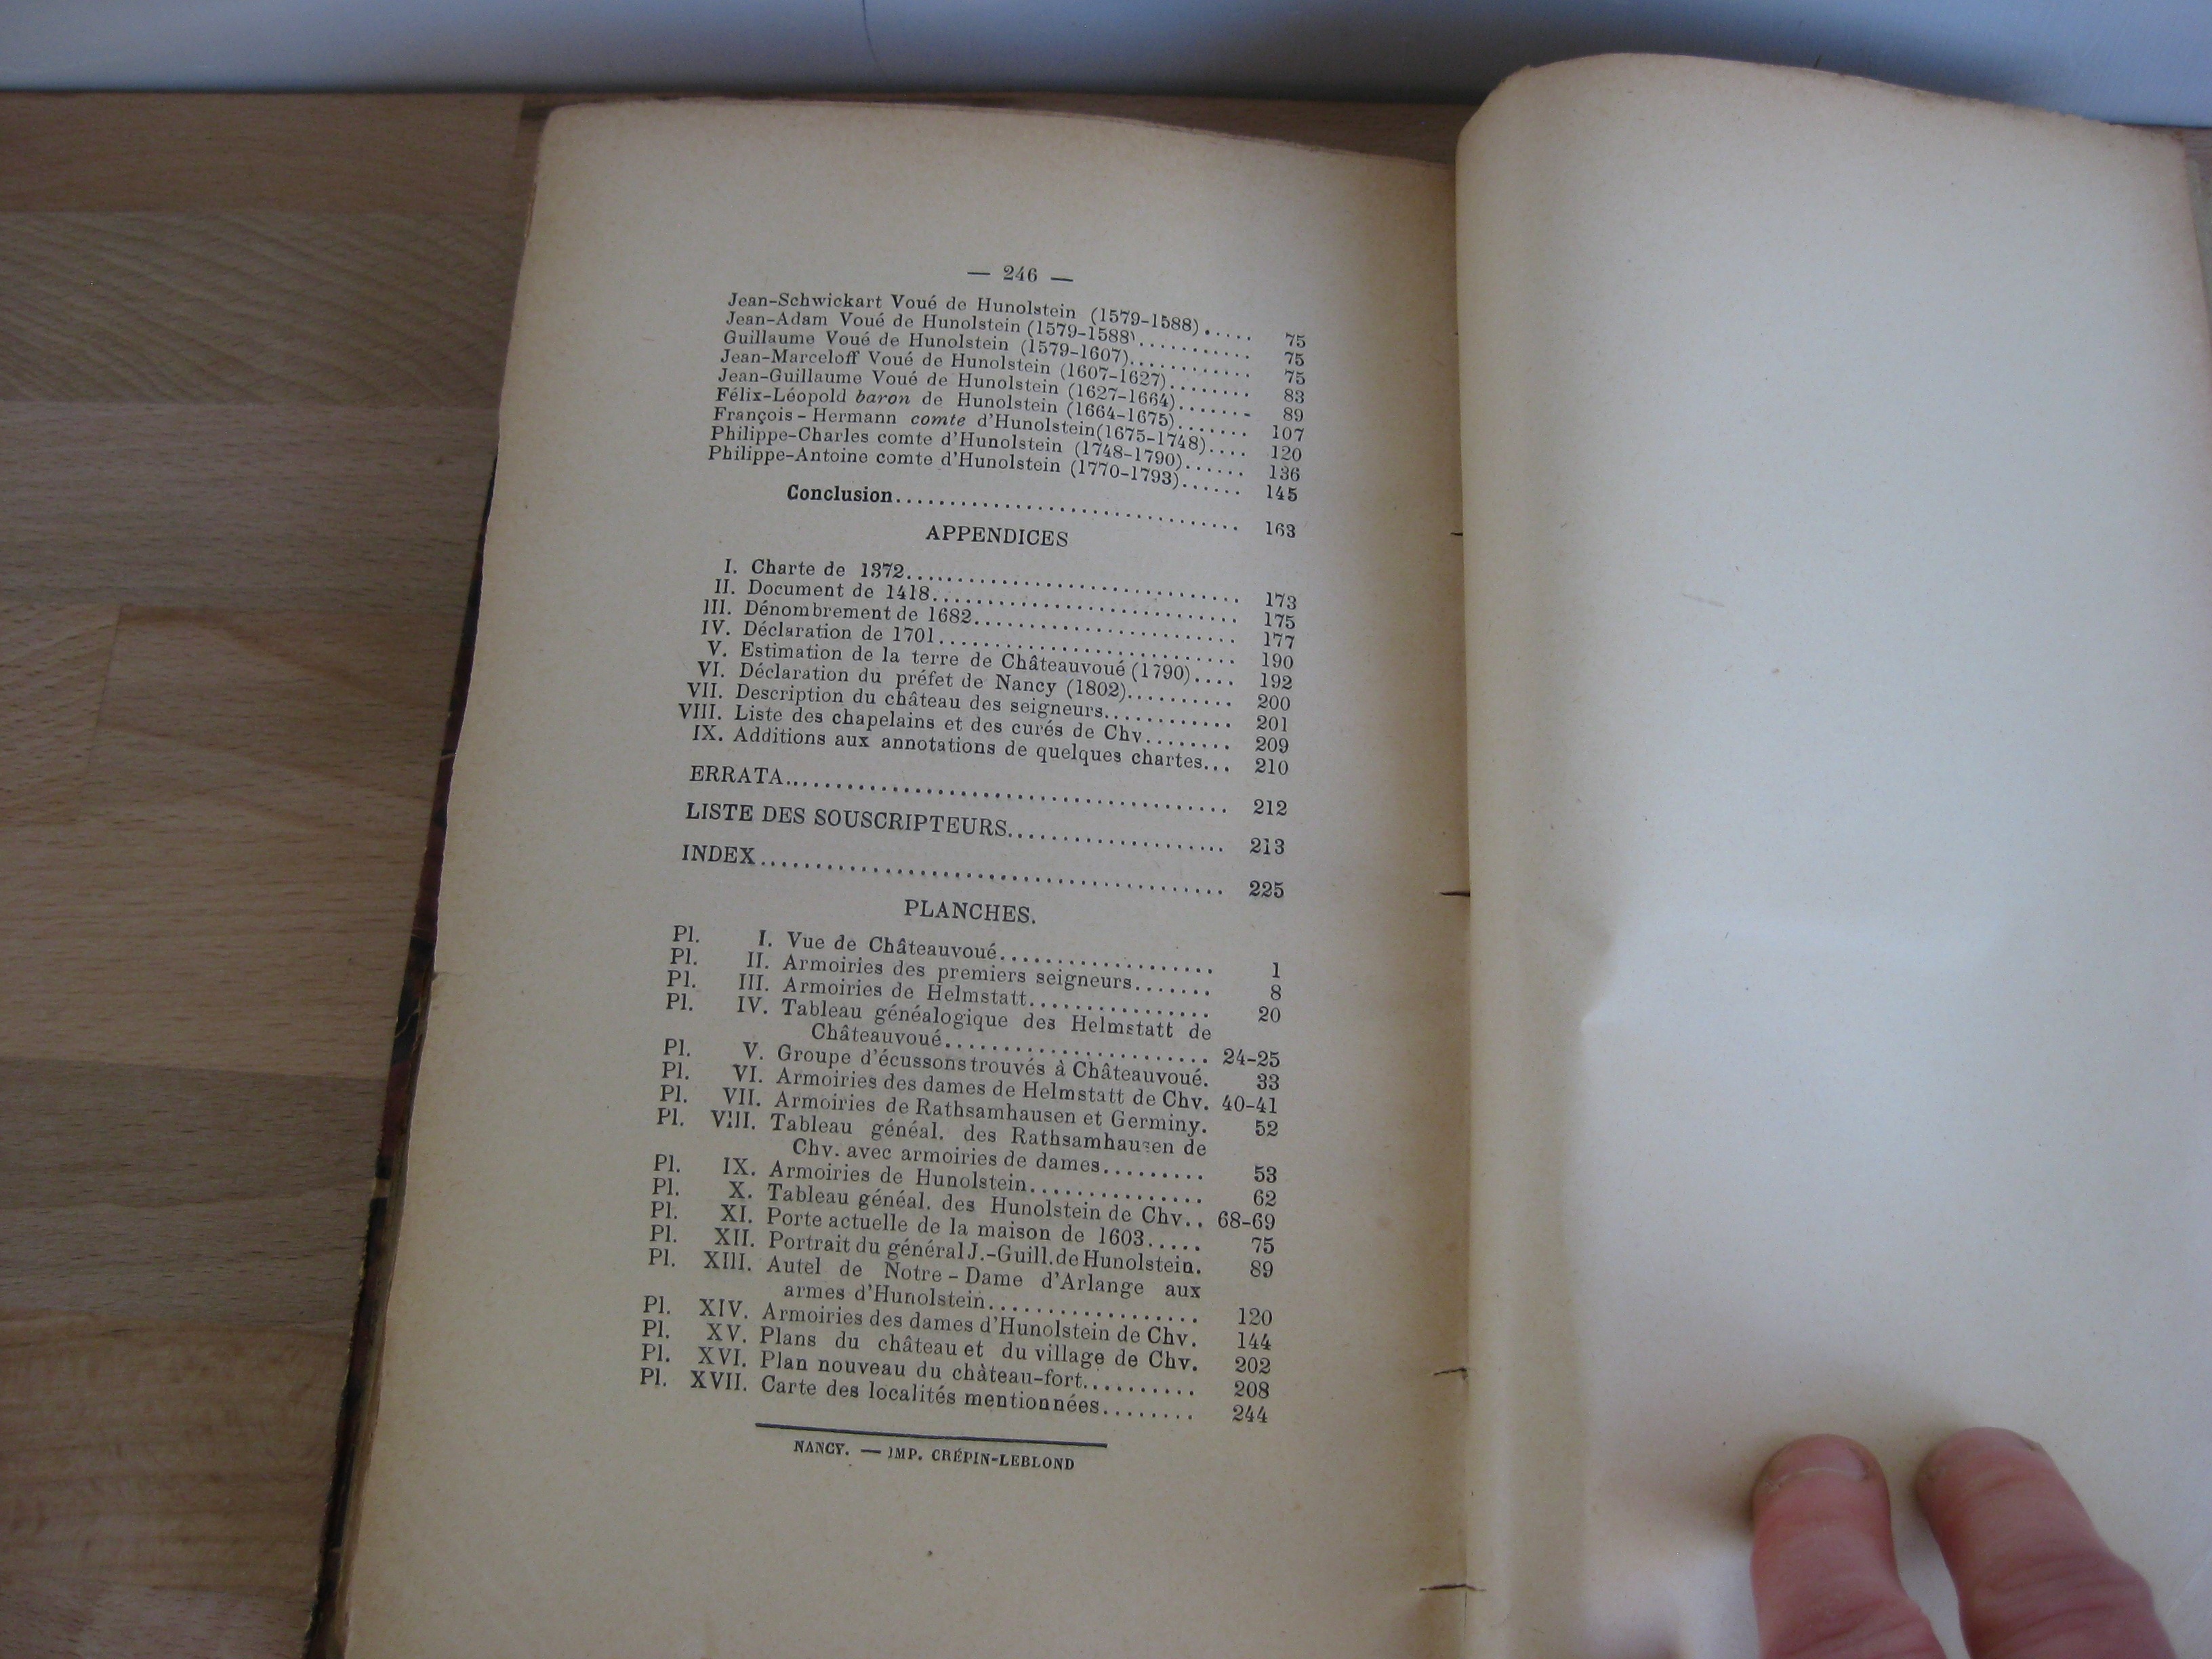 — 246 —
Jean-Schwickart Voué de Hunolstein (1579-1588)..... 75
Jean-Adam Voué de Hunolstein (1579-1588)........... 75
Guillaume Voué de Hunolstein (1579-1607)............ 75
Jean-Marceloff Voué de Hunolstein (1607-1627)........ 83
Jean-Guillaume Voué de Hunolstein (1627-1664)....... 89
Félix-Léopold baron de Hunolstein (1664-1675)....... 107
François-Hermann comte d'Hunolstein(1675-1748).... 120
Philippe-Charles comte d'Hunolstein (1748-1790)...... 136
Philippe-Antoine comte d'Hunolstein (1770-1793)...... 145
Conclusion................................ 163
APPENDICES
I. Charte de 1372............................... 173
II. Document de 1418............................ 175
III. Dénombrement de 1682........................ 177
IV. Déclaration de 1701........................... 190
V. Estimation de la terre de Châteauvoué (1790).... 192
VI. Déclaration du préfet de Nancy (1802).......... 200
VII. Description du château des seigneurs............ 201
VIII. Liste des chapelains et des curés de Chv........ 209
IX. Additions aux annotations de quelques chartes... 210
ERRATA........................................ 212
LISTE DES SOUSCRIPTEURS.................... 213
INDEX.......................................... 225
PLANCHES.
Pl. I. Vue de Châteauvoué................... 1
Pl. II. Armoiries des premiers seigneurs....... 8
Pl. III. Armoiries de Helmstatt................. 20
Pl. IV. Tableau généalogique des Helmstatt de
Châteauvoué........................ 24-25
Pl. V. Groupe d'écussons trouvés à Châteauvoué. 33
Pl. VI. Armoiries des dames de Helmstatt de Chv. 40-41
Pl. VII. Armoiries de Rathsamhausen et Germiny. 52
Pl. VIII. Tableau généal. des Rathsamhausen de
Chv. avec armoiries de dames......... 53
Pl. IX. Armoiries de Hunolstein................ 62
Pl. X. Tableau généal. des Hunolstein de Chv.. 68-69
Pl. XI. Porte actuelle de la maison de 1603..... 75
Pl. XII. Portrait du général J.-Guill. de Hunolstein. 89
Pl. XIII. Autel de Notre-Dame d'Arlange aux
armes d'Hunolstein................... 120
Pl. XIV. Armoiries des dames d'Hunolstein de Chv. 144
Pl. XV. Plans du château et du village de Chv. 202
Pl. XVI. Plan nouveau du château-fort.......... 208
Pl. XVII. Carte des localités mentionnées........ 244
NANCY. — IMP. CRÉPIN-LEBLOND